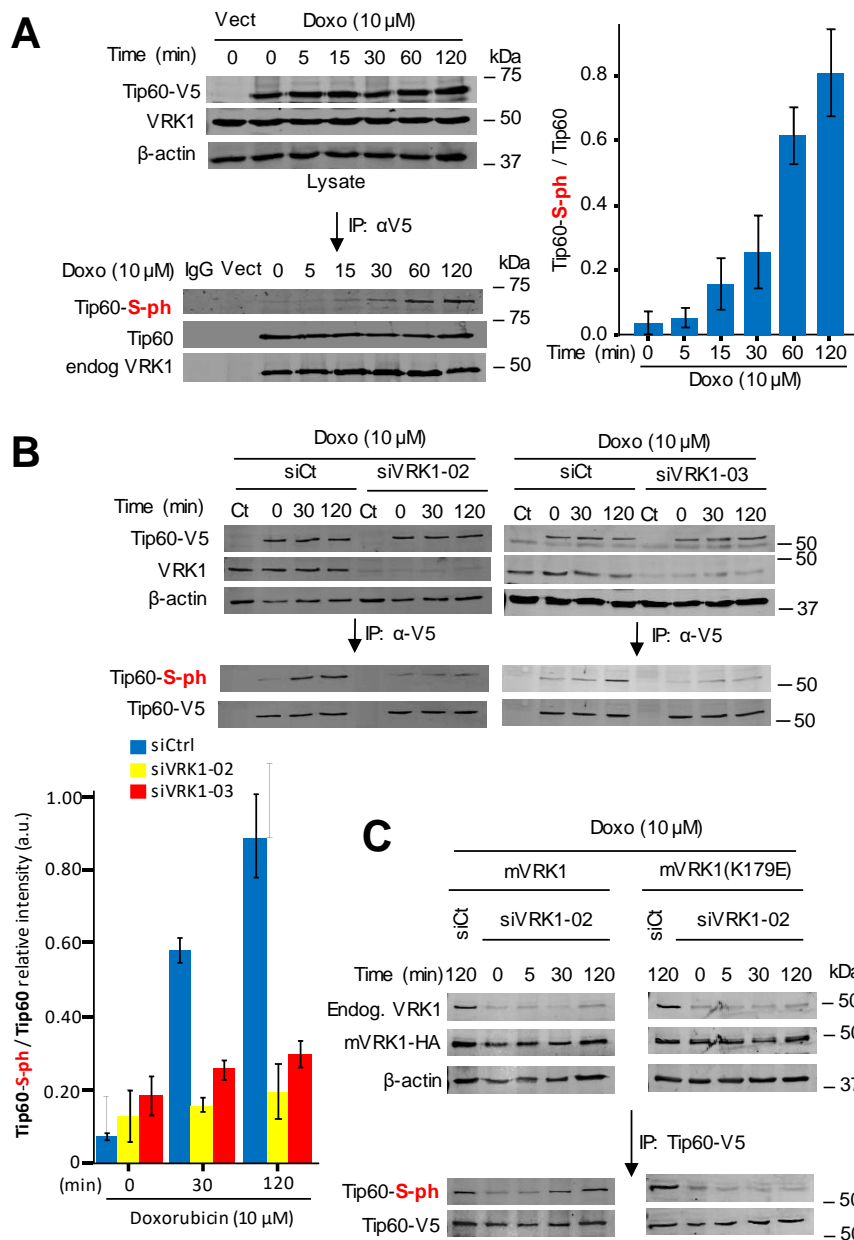 A
Vect Doxo (10 µM)
Time (min) 0 0 5 15 30 60 120 kDa
Tip60-V5 – 75
VRK1 – 50
β-actin – 37
Lysate
IP: αV5
Doxo (10 µM) IgG Vect 0 5 15 30 60 120 kDa
Tip60-S-ph – 75
Tip60 – 75
endog VRK1 – 50
Tip60-S-ph / Tip60
0.8
0.6
0.4
0.2
0.0
Time (min) 0 5 15 30 60 120
Doxo (10 µM)
B
Doxo (10 µM) Doxo (10 µM)
siCt siVRK1-02 siCt siVRK1-03
Time (min) Ct 0 30 120 Ct 0 30 120 Ct 0 30 120 Ct 0 30 120
Tip60-V5 – 50
VRK1 – 50
β-actin – 37
IP: α-V5 IP: α-V5
Tip60-S-ph – 50
Tip60-V5 – 50
siCtrl
siVRK1-02
siVRK1-03
Tip60-S-ph / Tip60 relative intensity (a.u.)
1.00
0.80
0.60
0.40
0.20
0
(min) 0 30 120
Doxorubicin (10 µM)
C
Doxo (10 µM)
mVRK1 mVRK1(K179E)
siCt siVRK1-02 siCt siVRK1-02
Time (min) 120 0 5 30 120 120 0 5 30 120 kDa
Endog. VRK1 – 50
mVRK1-HA – 50
β-actin – 37
IP: Tip60-V5
Tip60-S-ph – 50
Tip60-V5 – 50